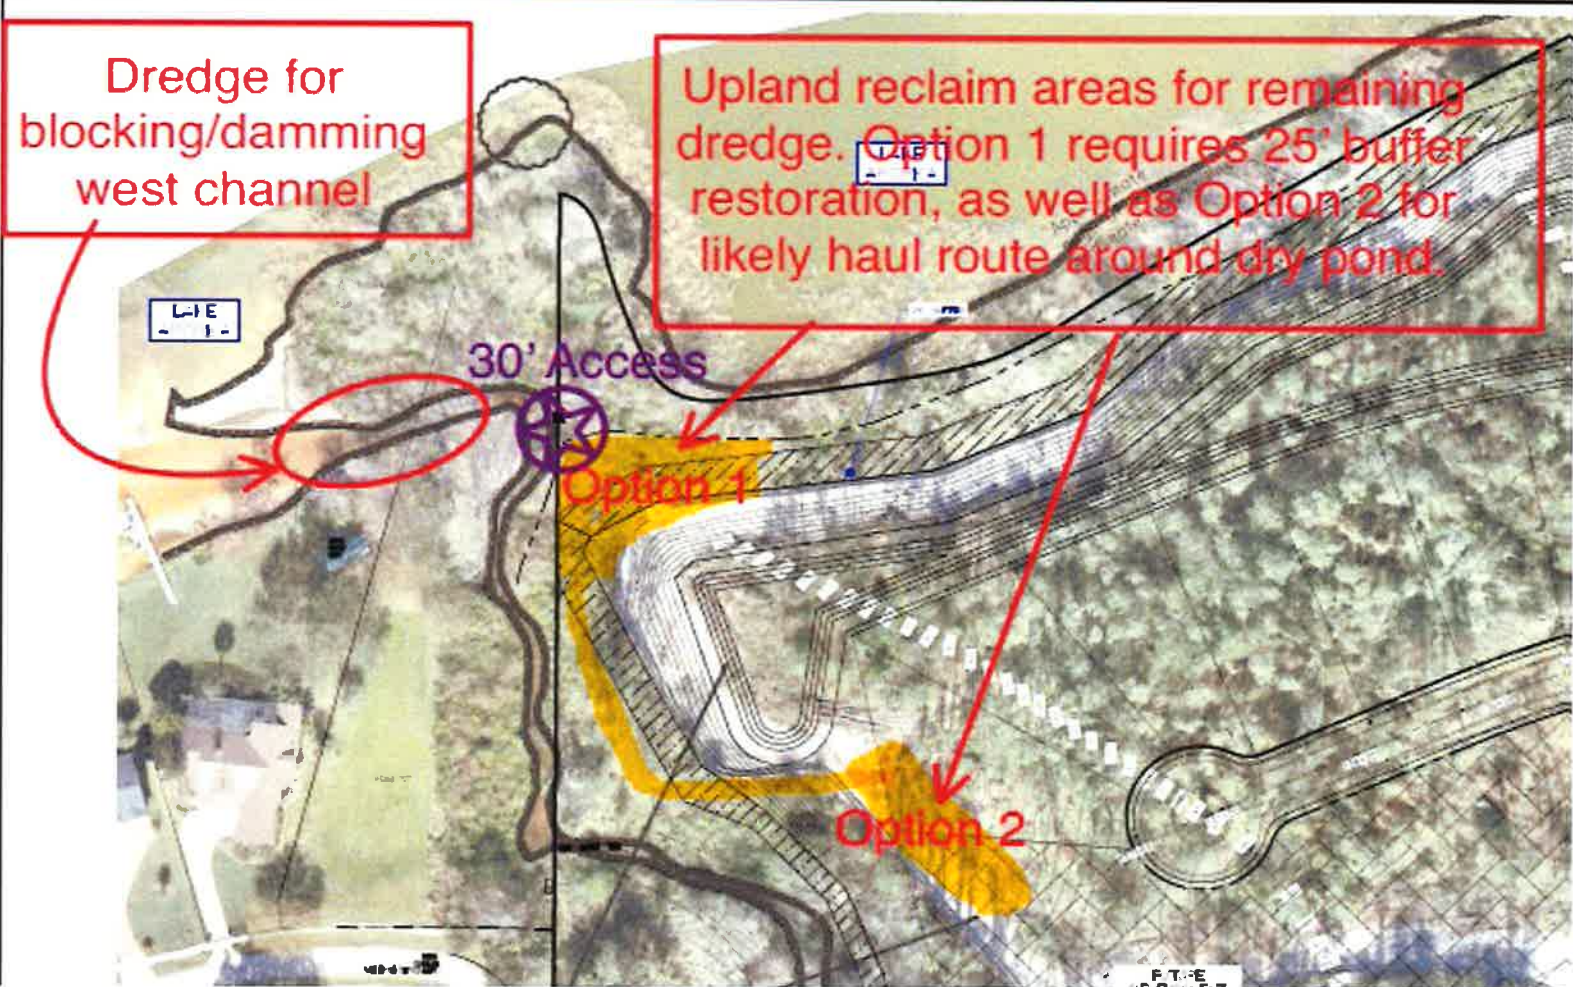 Dredge for
blocking/damming
west channel
Upland reclaim areas for remaining
dredge. Option 1 requires 25' buffer
restoration, as well as Option 2 for
likely haul route around dry pond.
30' Access
Option 1
Option 2